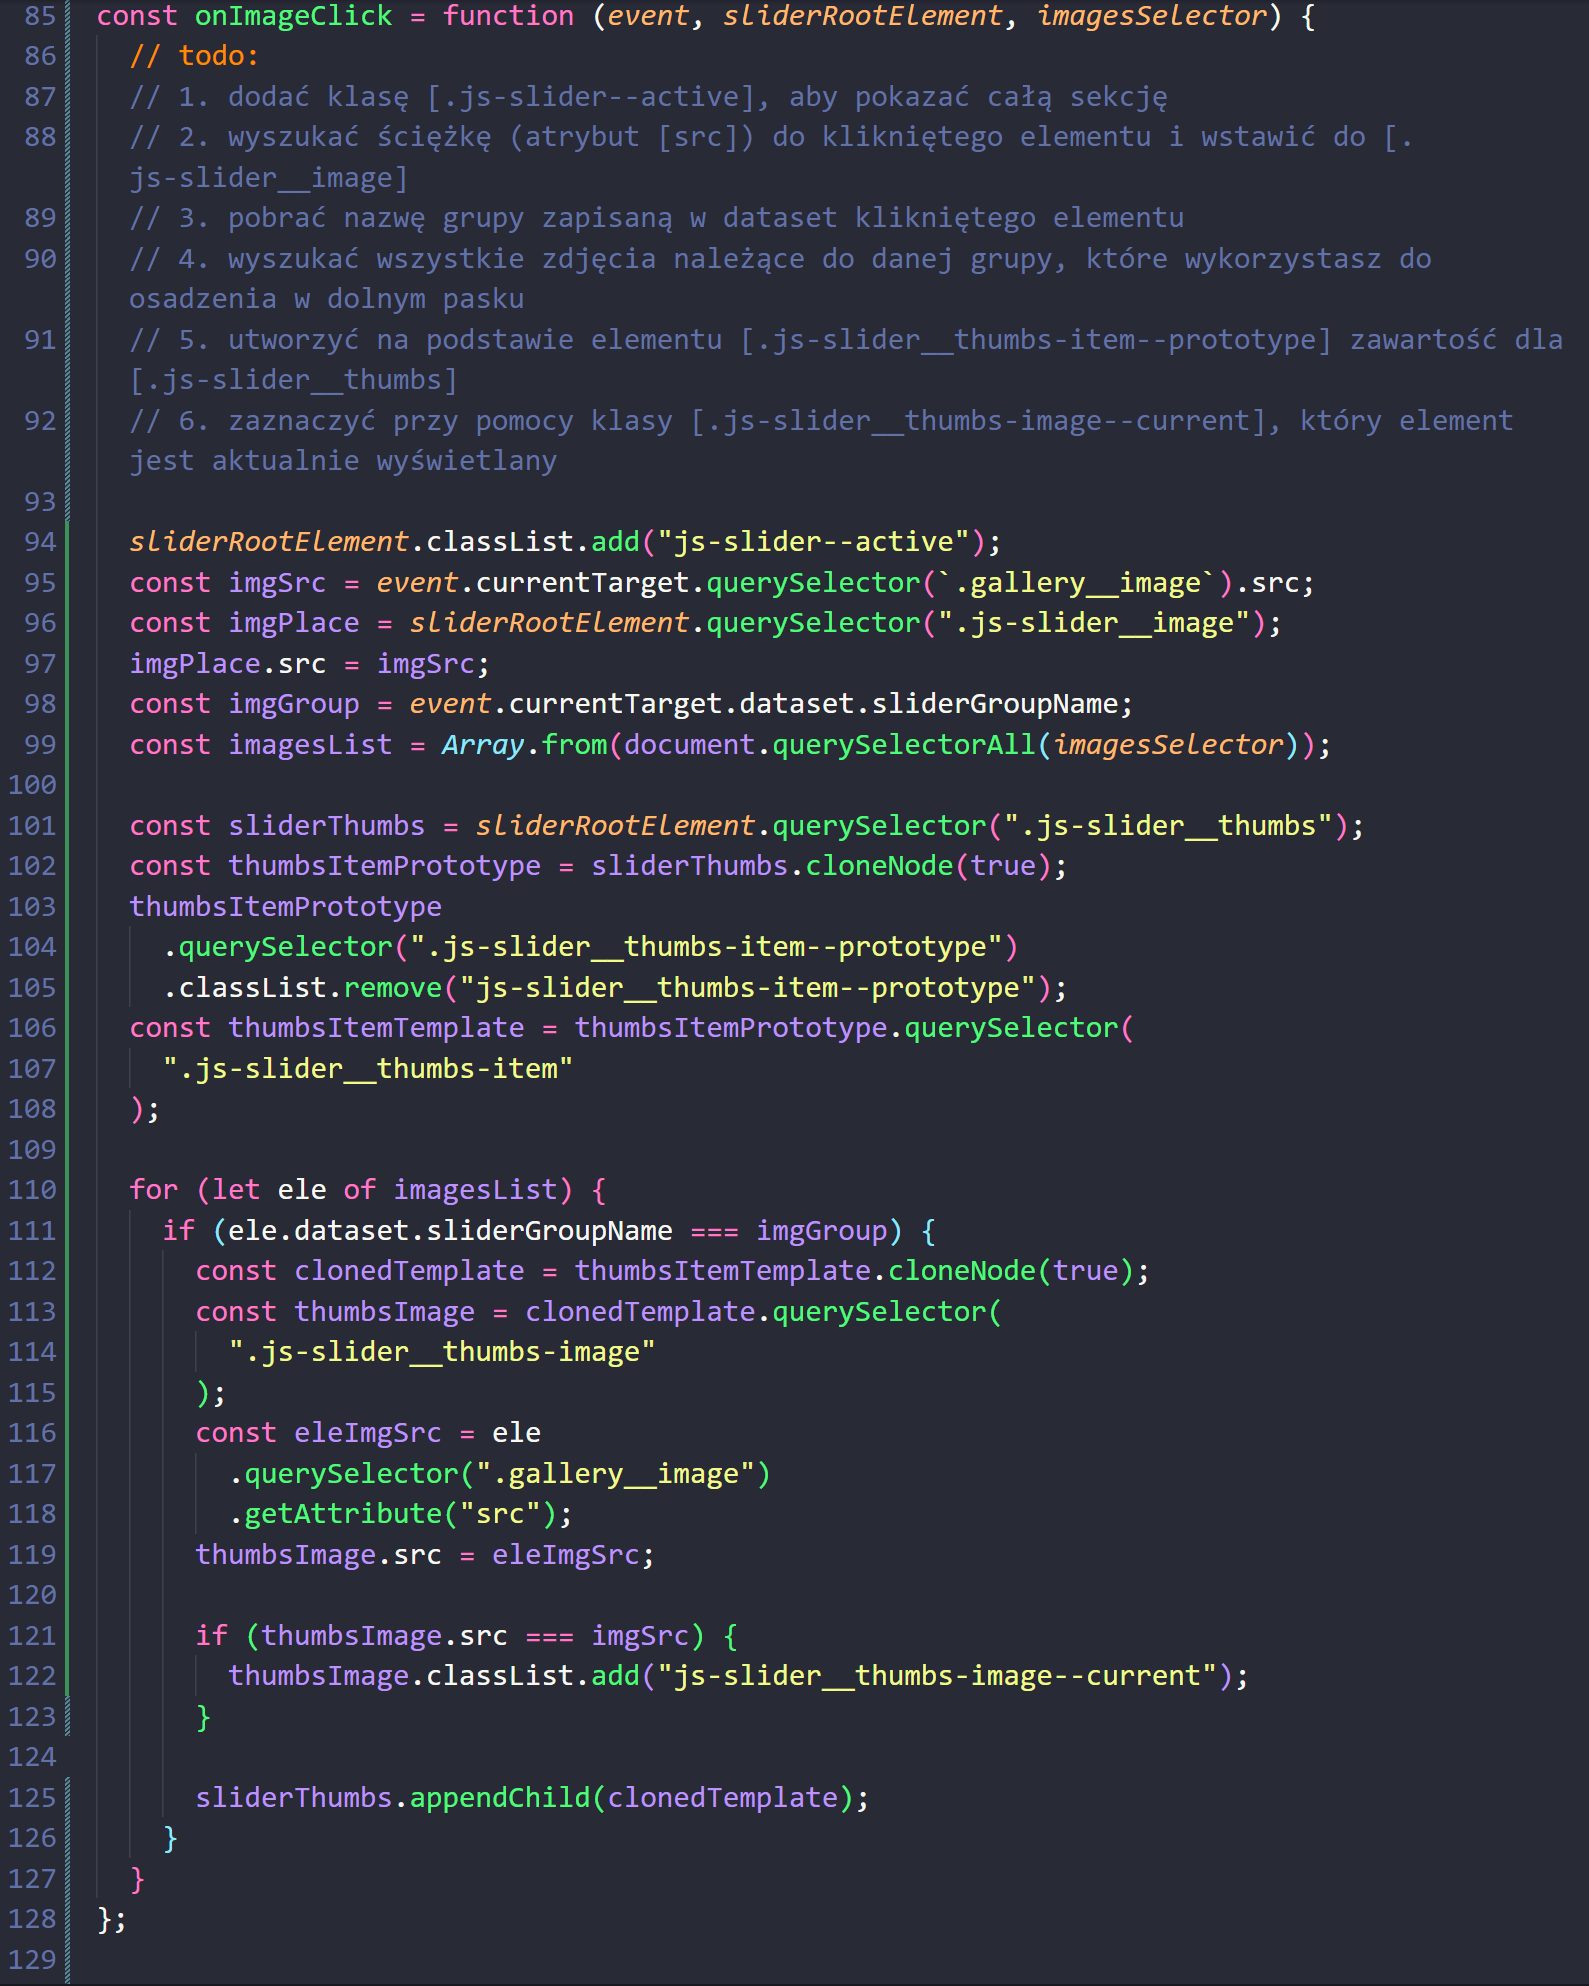 85 const onImageClick = function (event, sliderRootElement, imagesSelector) {
86 // todo:
87 // 1. dodać klasę [.js-slider--active], aby pokazać całą sekcję
88 // 2. wyszukać ściężkę (atrybut [src]) do klikniętego elementu i wstawić do [.
js-slider__image]
89 // 3. pobrać nazwę grupy zapisaną w dataset klikniętego elementu
90 // 4. wyszukać wszystkie zdjęcia należące do danej grupy, które wykorzystasz do
osadzenia w dolnym pasku
91 // 5. utworzyć na podstawie elementu [.js-slider__thumbs-item--prototype] zawartość dla
[.js-slider__thumbs]
92 // 6. zaznaczyć przy pomocy klasy [.js-slider__thumbs-image--current], który element
jest aktualnie wyświetlany
93
94 sliderRootElement.classList.add("js-slider--active");
95 const imgSrc = event.currentTarget.querySelector(`.gallery__image`).src;
96 const imgPlace = sliderRootElement.querySelector(".js-slider__image");
97 imgPlace.src = imgSrc;
98 const imgGroup = event.currentTarget.dataset.sliderGroupName;
99 const imagesList = Array.from(document.querySelectorAll(imagesSelector));
100
101 const sliderThumbs = sliderRootElement.querySelector(".js-slider__thumbs");
102 const thumbsItemPrototype = sliderThumbs.cloneNode(true);
103 thumbsItemPrototype
104 .querySelector(".js-slider__thumbs-item--prototype")
105 .classList.remove("js-slider__thumbs-item--prototype");
106 const thumbsItemTemplate = thumbsItemPrototype.querySelector(
107 ".js-slider__thumbs-item"
108 );
109
110 for (let ele of imagesList) {
111 if (ele.dataset.sliderGroupName === imgGroup) {
112 const clonedTemplate = thumbsItemTemplate.cloneNode(true);
113 const thumbsImage = clonedTemplate.querySelector(
114 ".js-slider__thumbs-image"
115 );
116 const eleImgSrc = ele
117 .querySelector(".gallery__image")
118 .getAttribute("src");
119 thumbsImage.src = eleImgSrc;
120
121 if (thumbsImage.src === imgSrc) {
122 thumbsImage.classList.add("js-slider__thumbs-image--current");
123 }
124
125 sliderThumbs.appendChild(clonedTemplate);
126 }
127 }
128 };
129